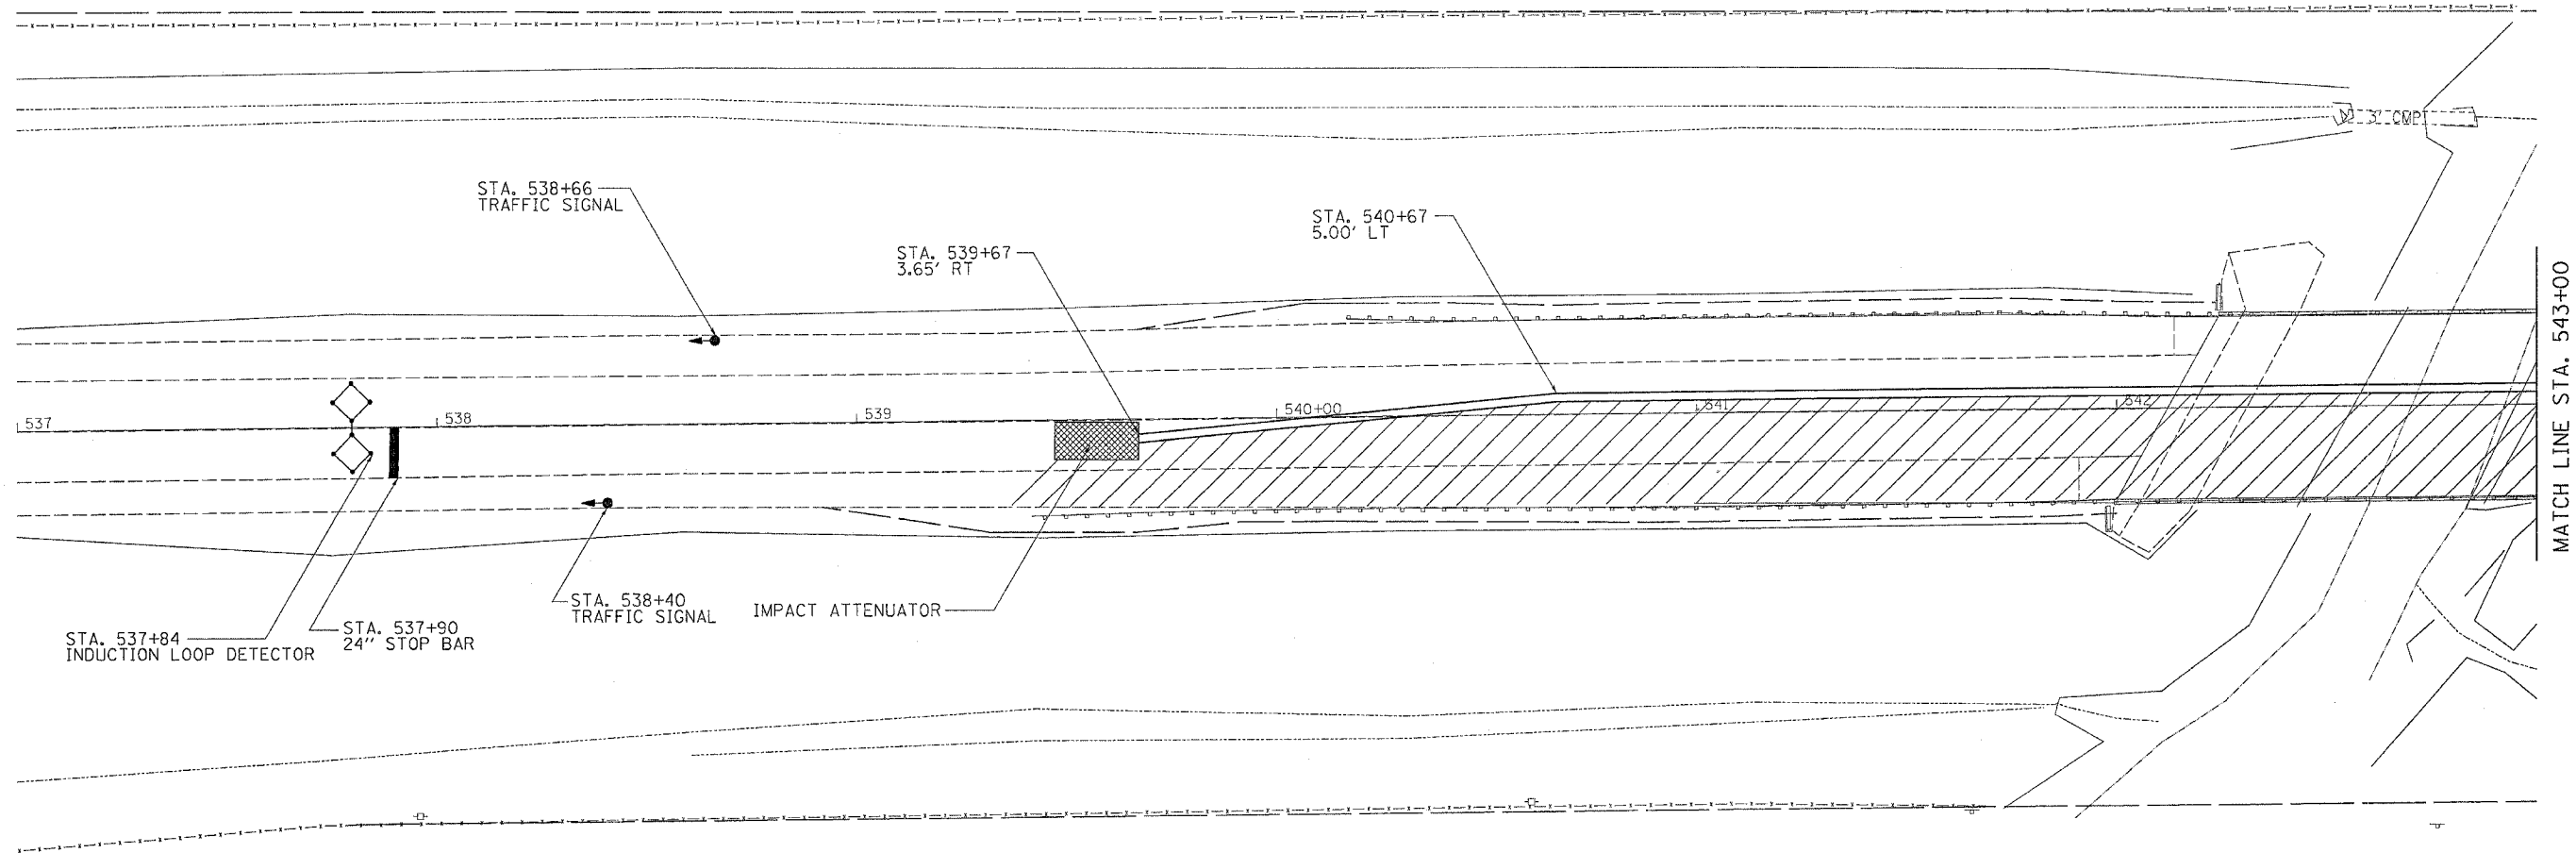 3' CMP
STA. 538+66
TRAFFIC SIGNAL
STA. 539+67
3.65' RT
STA. 540+67
5.00' LT
537
538
539
540+00
541
542
MATCH LINE STA. 543+00
STA. 537+84
INDUCTION LOOP DETECTOR
STA. 537+90
24" STOP BAR
STA. 538+40
TRAFFIC SIGNAL
IMPACT ATTENUATOR